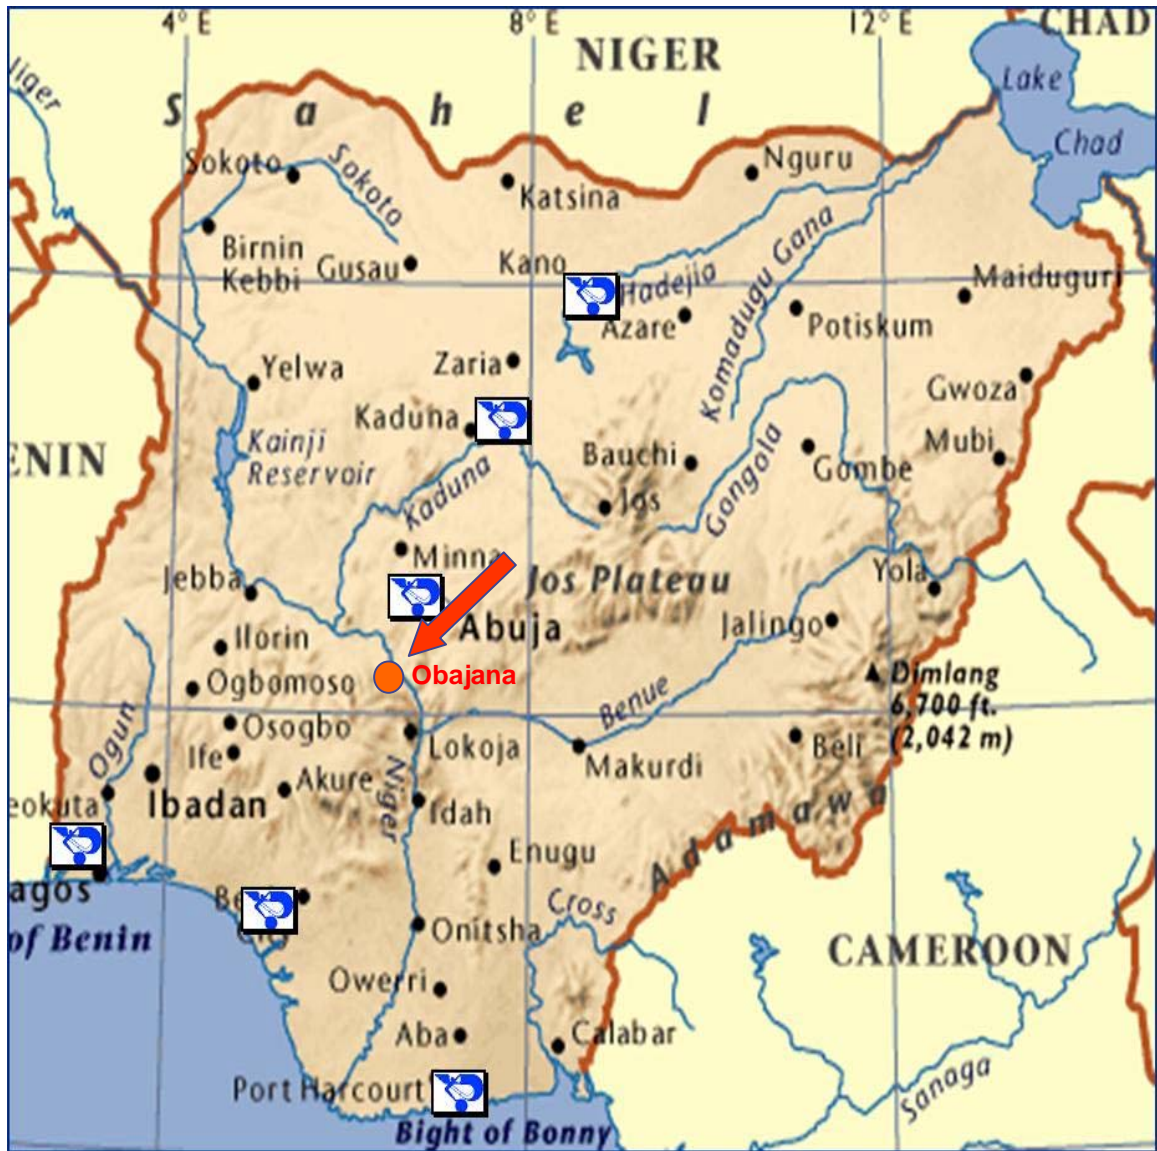 4° E
8° E
12° E
CHAD
NIGER
Lake
Chad
S a h e l
Sokoto
Sokoto
Katsina
Nguru
Birnin
Kebbi
Gusau
Kano
Hadejia
Komadugu Gana
Maiduguri
Azare
Potiskum
Yelwa
Zaria
Gwoza
Kaduna
Kainji
Reservoir
Kaduna
Bauchi
Gongola
Gombe
Mubi
Jos
ENIN
Minna
Jebba
Jos Plateau
Yola
Ilorin
Abuja
Jalingo
Obajana
Ogbomoso
Dimlang
6,700 ft.
(2,042 m)
Benue
Ogun
Osogbo
Ife
Lokoja
Makurdi
Beli
Akure
Niger
eokuta
Ibadan
Idah
Adamawa
Enugu
agos
Cross
of Benin
Onitsha
CAMEROON
Owerri
Aba
Calabar
Port Harcourt
Sanaga
Bight of Bonny